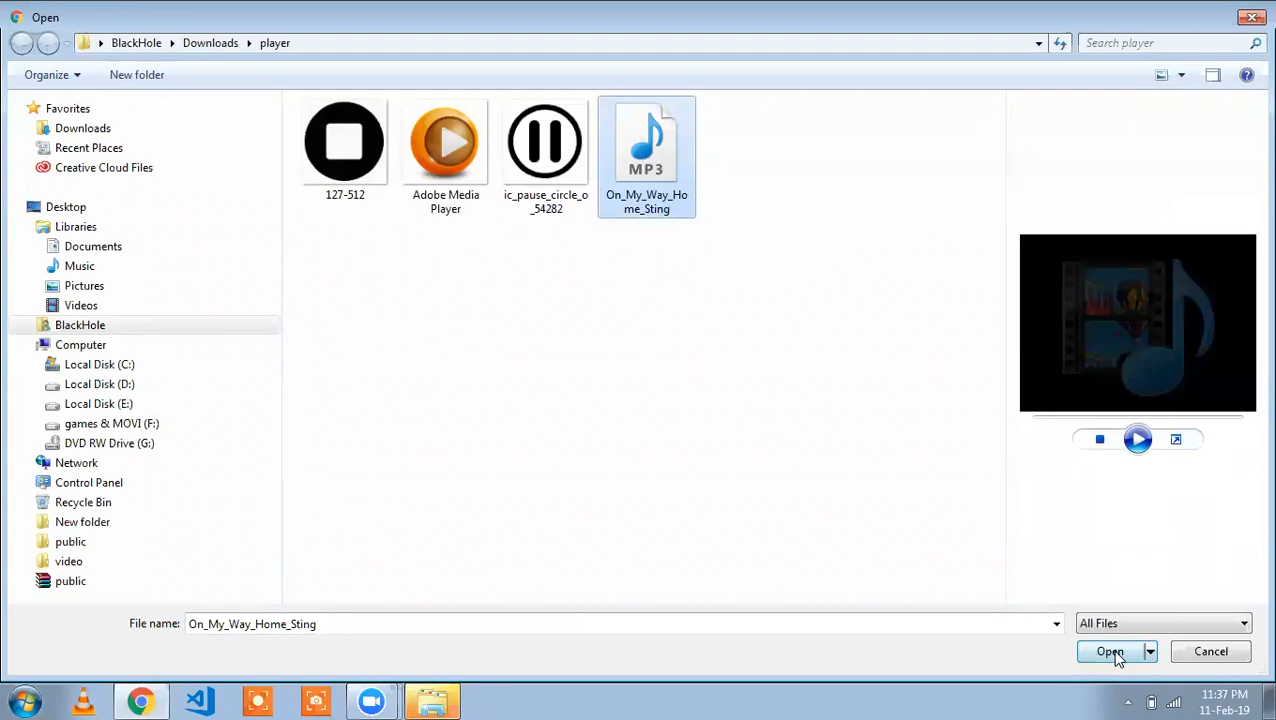 Open
BlackHole Downloads player
Search player
Organize
New folder
Favorites
Downloads
Recent Places
Creative Cloud Files
Desktop
Libraries
Documents
Music
Pictures
Videos
BlackHole
Computer
Local Disk (C:)
Local Disk (D:)
Local Disk (E:)
games & MOVI (F:)
DVD RW Drive (G:)
Network
Control Panel
Recycle Bin
New folder
public
video
public
127-512
Adobe Media
Player
ic_pause_circle_o
_54282
MP3
On_My_Way_Ho
me_Sting
File name:
On_My_Way_Home_Sting
All Files
Open
Cancel
11:37 PM
11-Feb-19